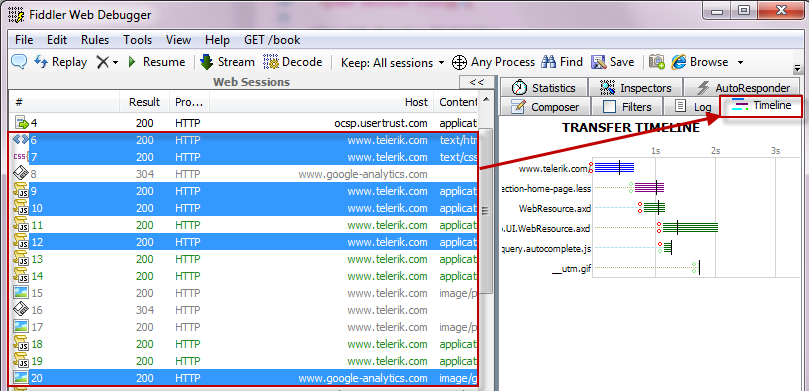 Fiddler Web Debugger
File Edit Rules Tools View Help GET /book
Replay Resume Stream Decode Keep: All sessions Any Process Find Save Browse
Web Sessions <<
# Result Pro... Host Content
4 200 HTTP ocsp.usertrust.com applicat
6 200 HTTP www.telerik.com text/htm
7 200 HTTP www.telerik.com text/css
8 304 HTTP www.google-analytics.com
9 200 HTTP www.telerik.com applicat
10 200 HTTP www.telerik.com applicat
11 200 HTTP www.telerik.com applicat
12 200 HTTP www.telerik.com applicat
13 200 HTTP www.telerik.com applicat
14 200 HTTP www.telerik.com applicat
15 200 HTTP www.telerik.com image/p
16 304 HTTP www.telerik.com
17 200 HTTP www.telerik.com image/p
18 200 HTTP www.telerik.com applicat
19 200 HTTP www.telerik.com applicat
20 200 HTTP www.google-analytics.com image/g
Statistics Inspectors AutoResponder
Composer Filters Log Timeline
TRANSFER TIMELINE
1s 2s 3s
www.telerik.com/
ection-home-page.less
WebResource.axd
.UI.WebResource.axd
query.autocomplete.js
__utm.gif